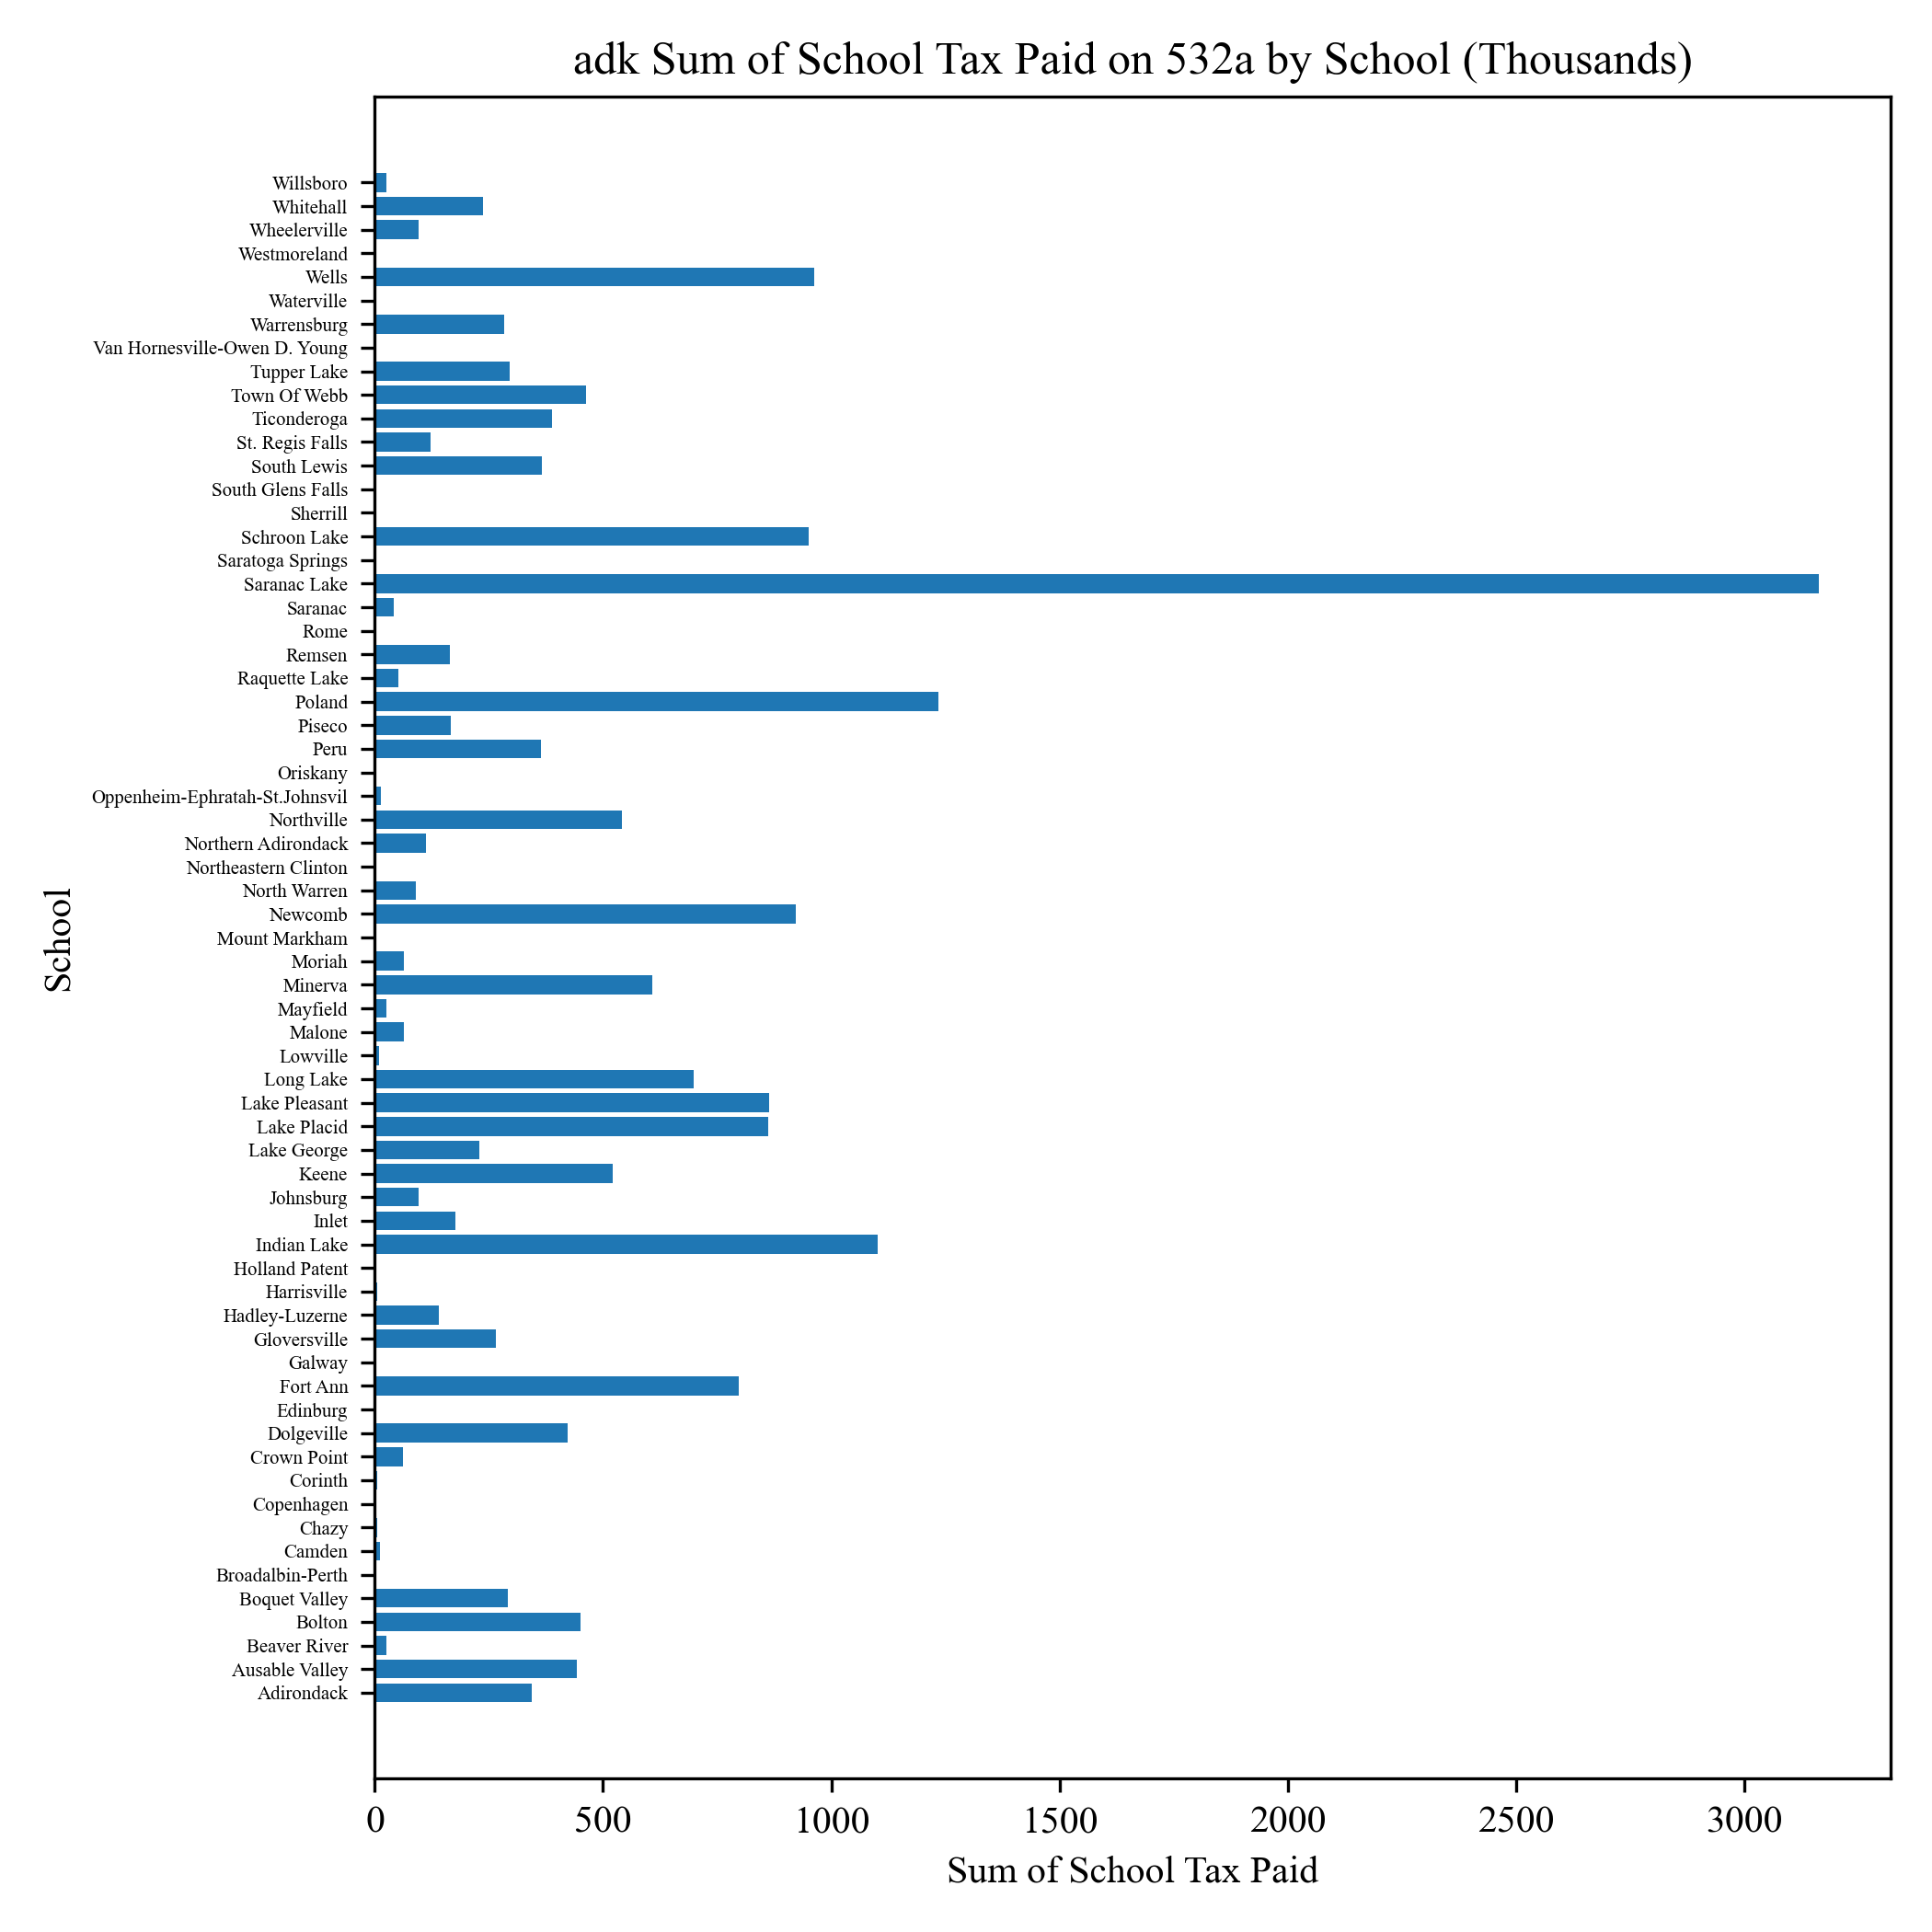 adk Sum of School Tax Paid on 532a by School (Thousands)
Willsboro
Whitehall
Wheelerville
Westmoreland
Wells
Waterville
Warrensburg
Van Hornesville-Owen D. Young
Tupper Lake
Town Of Webb
Ticonderoga
St. Regis Falls
South Lewis
South Glens Falls
Sherrill
Schroon Lake
Saratoga Springs
Saranac Lake
Saranac
Rome
Remsen
Raquette Lake
Poland
Piseco
Peru
Oriskany
Oppenheim-Ephratah-St.Johnsvil
Northville
Northern Adirondack
Northeastern Clinton
North Warren
Newcomb
Mount Markham
Moriah
Minerva
Mayfield
Malone
Lowville
Long Lake
Lake Pleasant
Lake Placid
Lake George
Keene
Johnsburg
Inlet
Indian Lake
Holland Patent
Harrisville
Hadley-Luzerne
Gloversville
Galway
Fort Ann
Edinburg
Dolgeville
Crown Point
Corinth
Copenhagen
Chazy
Camden
Broadalbin-Perth
Boquet Valley
Bolton
Beaver River
Ausable Valley
Adirondack
School
0 500 1000 1500 2000 2500 3000
Sum of School Tax Paid